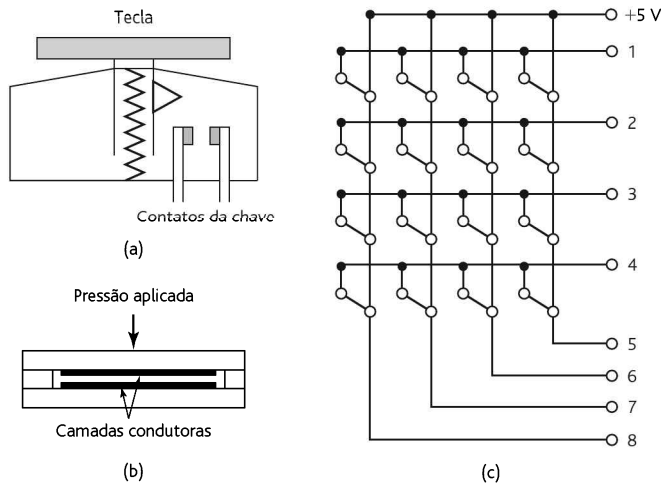 Tecla
Contatos da chave
(a)
Pressão aplicada
Camadas condutoras
(b)
+5 V
1
2
3
4
5
6
7
8
(c)